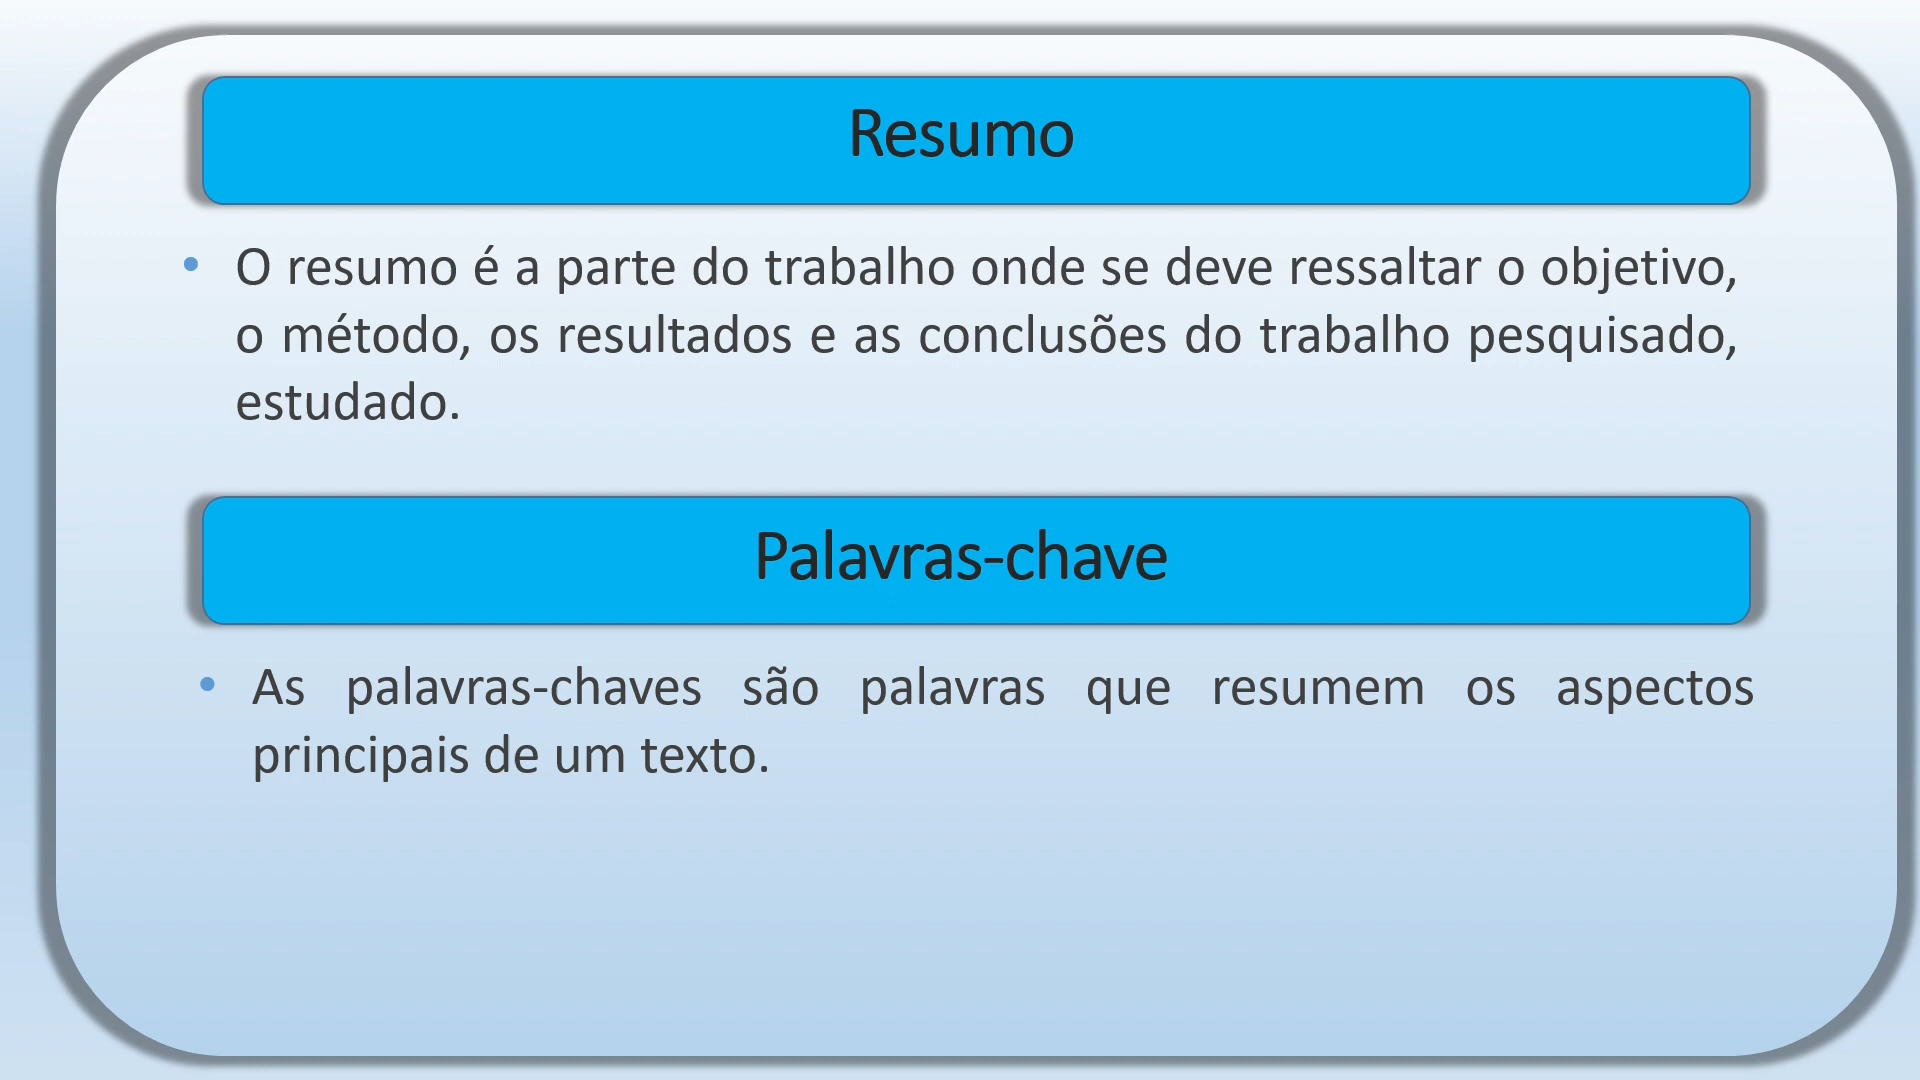 Resumo
• O resumo é a parte do trabalho onde se deve ressaltar o objetivo,
o método, os resultados e as conclusões do trabalho pesquisado,
estudado.
Palavras-chave
• As palavras-chaves são palavras que resumem os aspectos
principais de um texto.